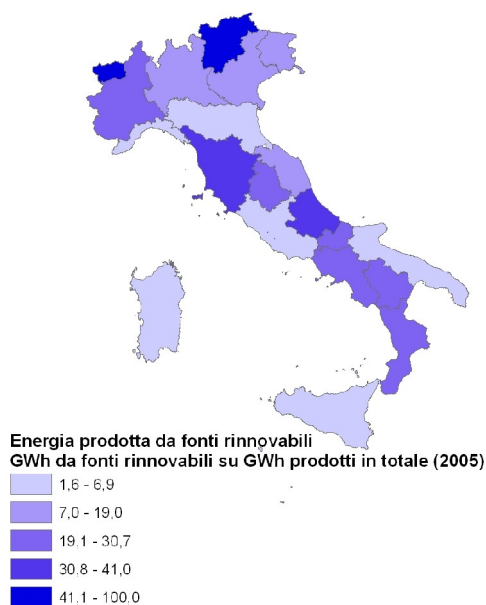 Energia prodotta da fonti rinnovabili
GWh da fonti rinnovabili su GWh prodotti in totale (2005)
1,6 - 6,9
7,0 - 19,0
19,1 - 30,7
30,8 - 41,0
41,1 - 100,0